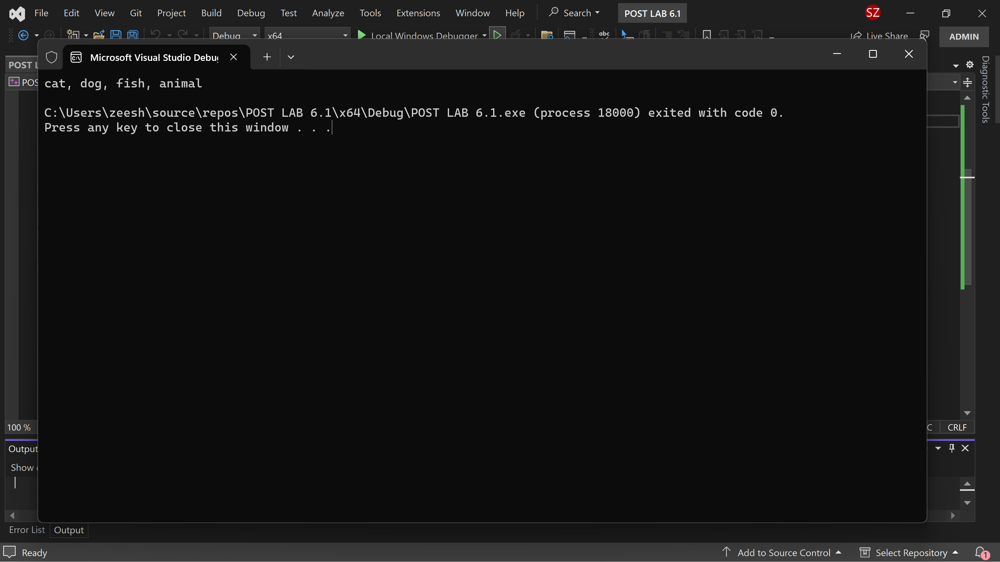 File Edit View Git Project Build Debug Test Analyze Tools Extensions Window Help Search POST LAB 6.1 SZ
Debug x64 Local Windows Debugger abc Live Share ADMIN
Microsoft Visual Studio Debu
POST L
POS
cat, dog, fish, animal
C:\Users\zeesh\source\repos\POST LAB 6.1\x64\Debug\POST LAB 6.1.exe (process 18000) exited with code 0.
Press any key to close this window . . .
Diagnostic Tools
100 % C CRLF
Output
Show
Error List Output
Ready Add to Source Control Select Repository 1